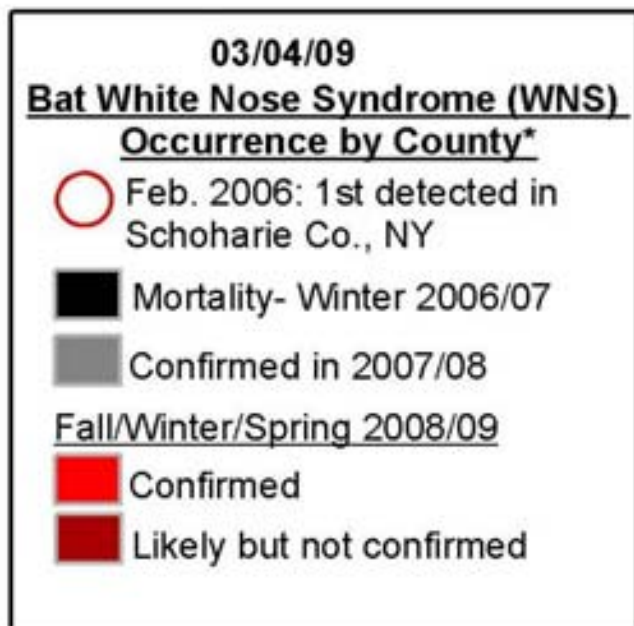 03/04/09
Bat White Nose Syndrome (WNS)
Occurrence by County*
Feb. 2006: 1st detected in
Schoharie Co., NY
Mortality- Winter 2006/07
Confirmed in 2007/08
Fall/Winter/Spring 2008/09
Confirmed
Likely but not confirmed